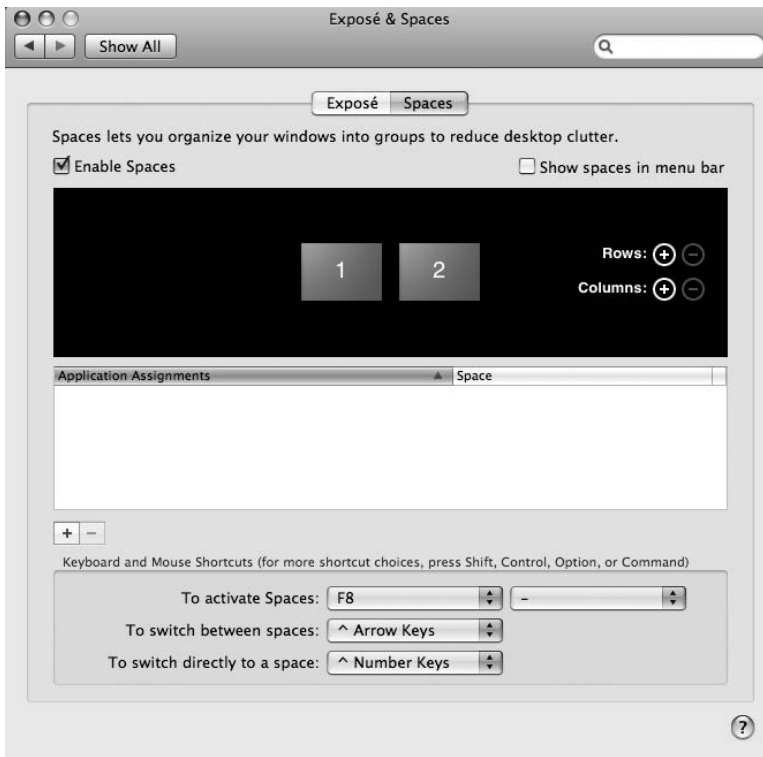 Exposé & Spaces
Show All
Exposé Spaces
Spaces lets you organize your windows into groups to reduce desktop clutter.
Enable Spaces Show spaces in menu bar
1 2
Rows: + -
Columns: + -
Application Assignments Space
+ -
Keyboard and Mouse Shortcuts (for more shortcut choices, press Shift, Control, Option, or Command)
To activate Spaces: F8 -
To switch between spaces: ^ Arrow Keys
To switch directly to a space: ^ Number Keys
?